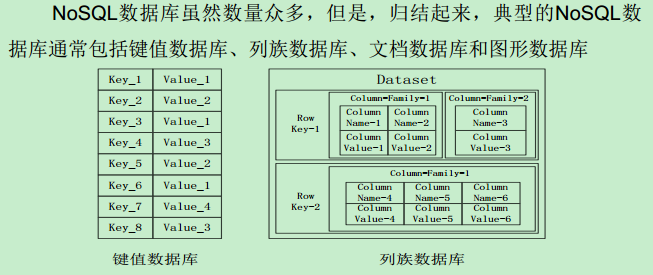 NoSQL数据库虽然数量众多，但是，归结起来，典型的NoSQL数
据库通常包括键值数据库、列族数据库、文档数据库和图形数据库
Key_1 Value_1
Key_2 Value_2
Key_3 Value_1
Key_4 Value_3
Key_5 Value_2
Key_6 Value_1
Key_7 Value_4
Key_8 Value_3
键值数据库
Dataset
Row
Key-1
Column=Family=1
Column
Name-1
Column
Name-2
Column
Value-1
Column
Value-2
Column=Family=2
Column
Name-3
Column
Value-3
Row
Key-2
Column=Family=1
Column
Name-4
Column
Name-5
Column
Name-6
Column
Value-4
Column
Value-5
Column
Value-6
列族数据库